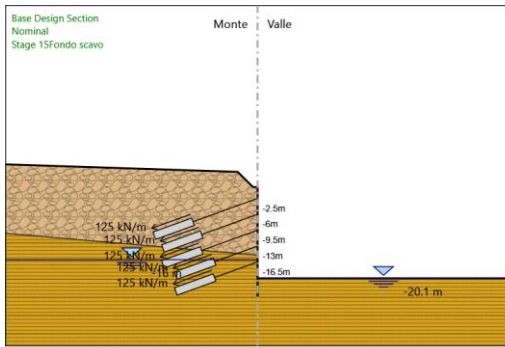 Base Design Section
Nominal
Stage 15Fondo scavo
Monte
Valle
-2.5m
-6m
-9.5m
-13m
-16.5m
125 kN/m
125 kN/m
125 kN/m
125 kN/m
-16 m
125 kN/m
-20.1 m